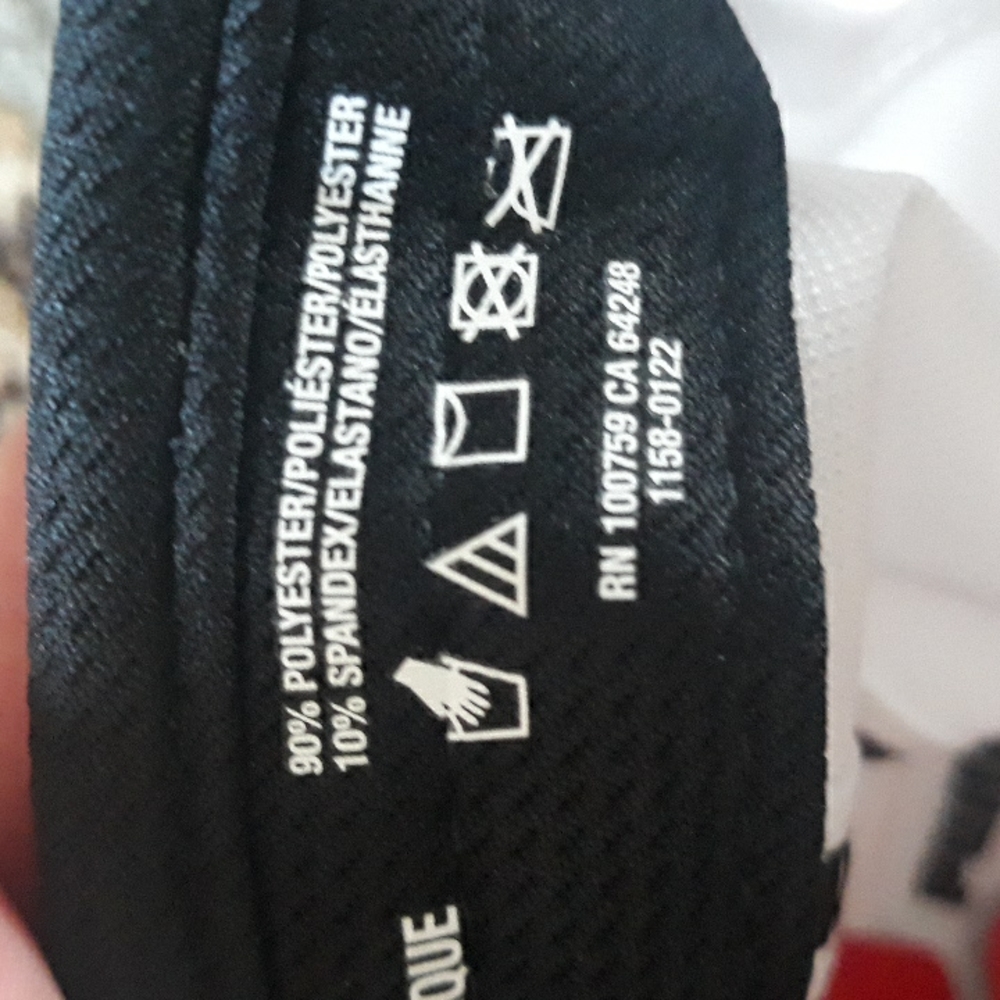 90% POLYESTER/POLIÉSTER/POLYESTER
10% SPANDEX/ELASTANO/ÉLASTHANNE
RN 100759 CA 64248
1158-0122
QUE